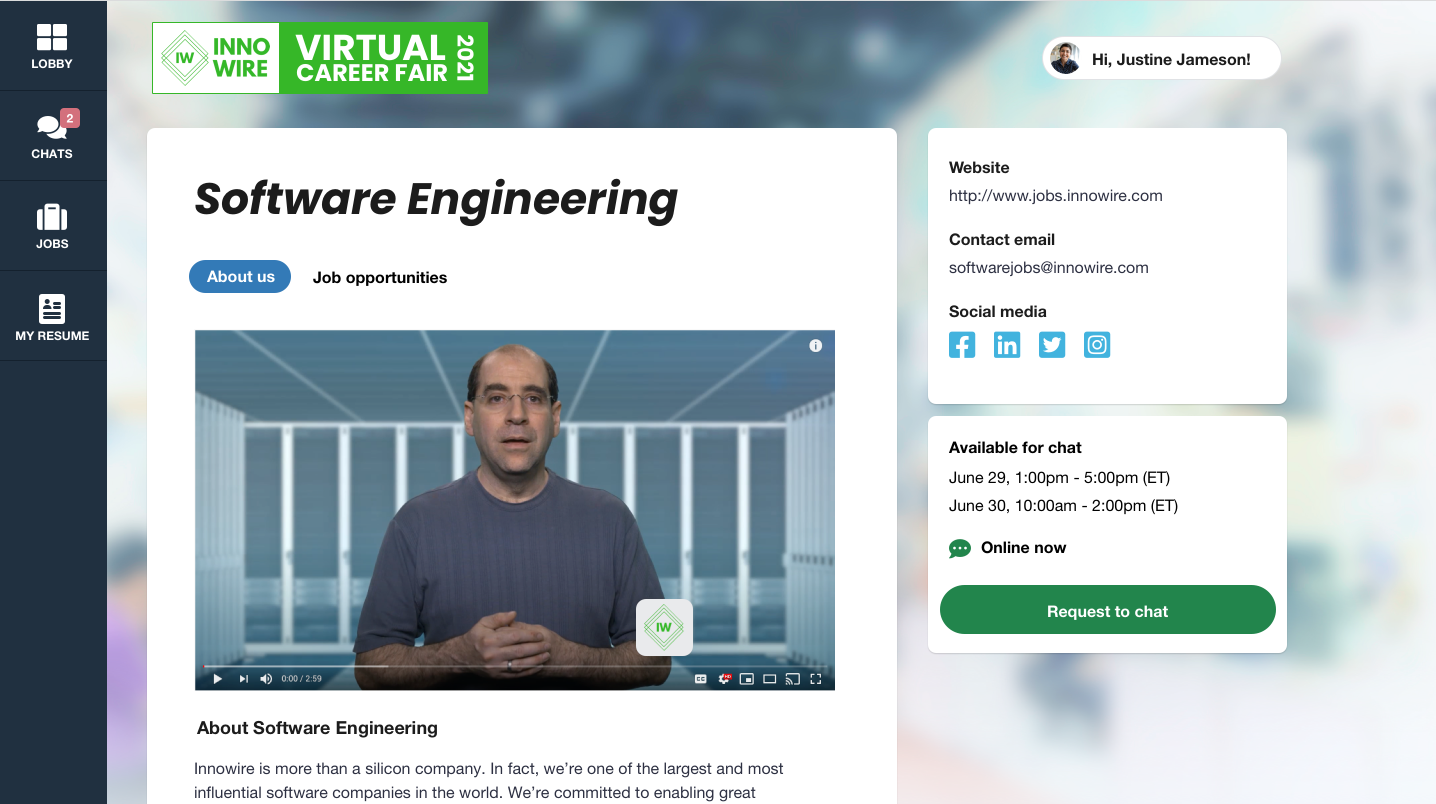 LOBBY
2
CHATS
JOBS
MY RESUME
IW
INNO
WIRE
VIRTUAL
CAREER FAIR
2021
Hi, Justine Jameson!
Software Engineering
About us
Job opportunities
i
IW
0:00 / 2:59
CC
HD
About Software Engineering
Innowire is more than a silicon company. In fact, we’re one of the largest and most
influential software companies in the world. We’re committed to enabling great
Website
http://www.jobs.innowire.com
Contact email
softwarejobs@innowire.com
Social media
Available for chat
June 29, 1:00pm - 5:00pm (ET)
June 30, 10:00am - 2:00pm (ET)
Online now
Request to chat